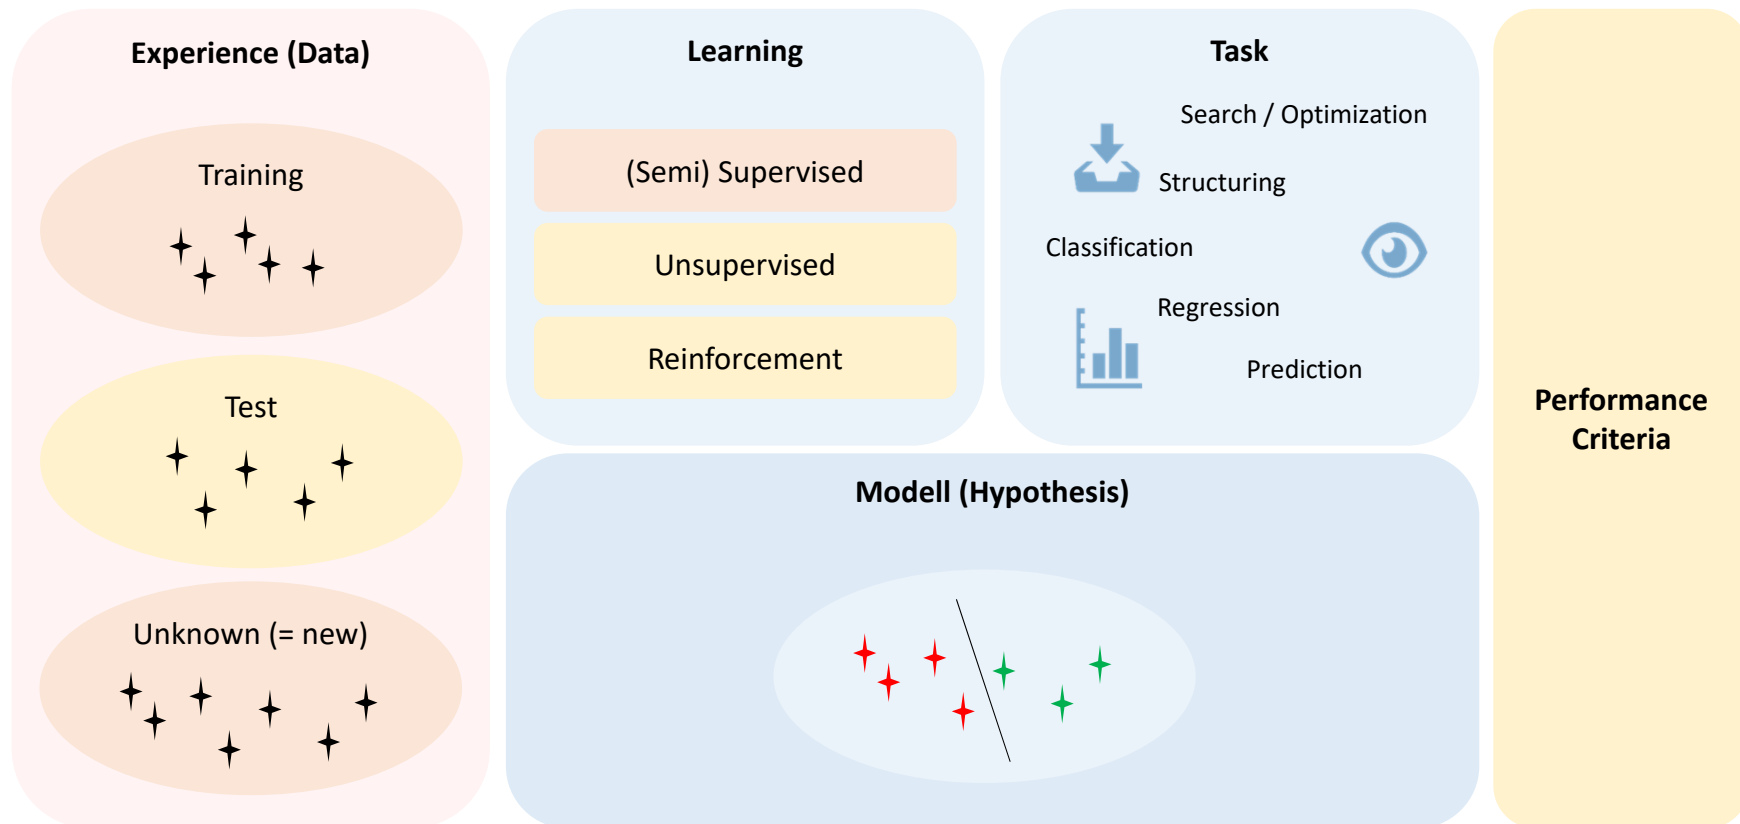 Experience (Data)
Training
Test
Unknown (= new)
Learning
(Semi) Supervised
Unsupervised
Reinforcement
Task
Search / Optimization
Structuring
Classification
Regression
Prediction
Modell (Hypothesis)
Performance
Criteria